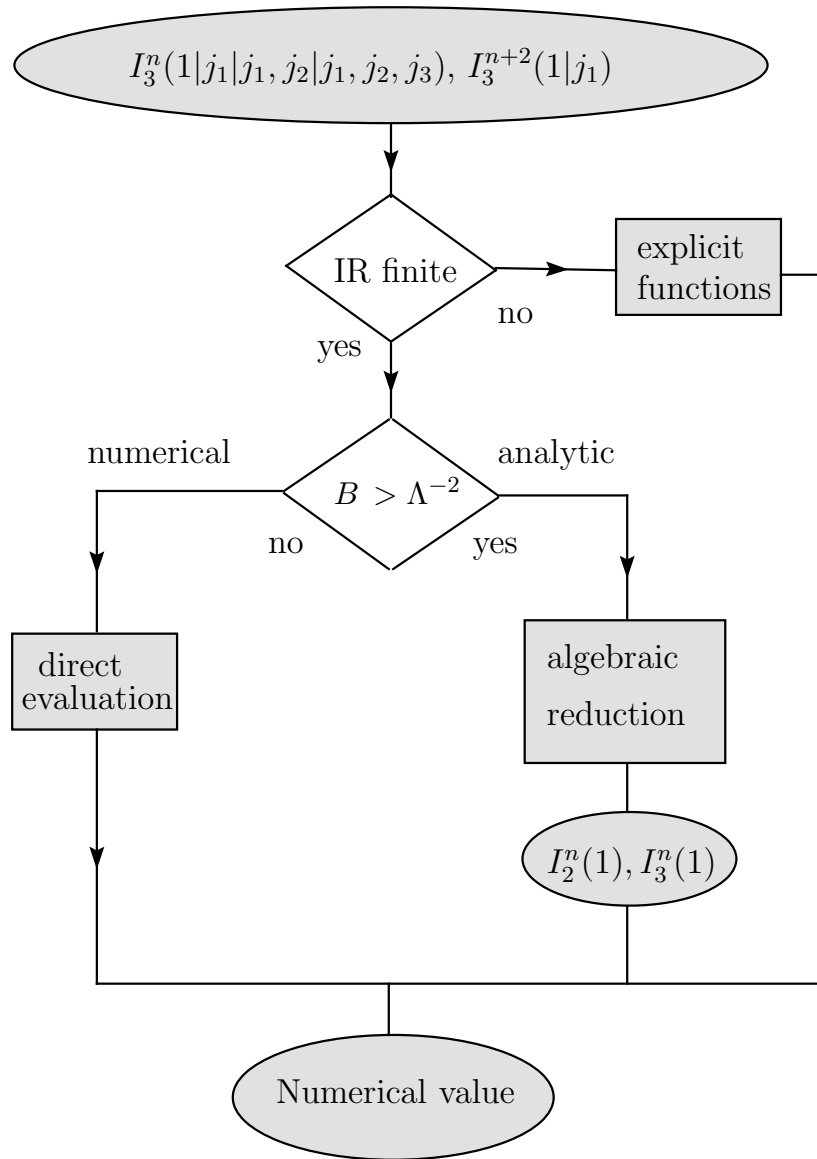 I_3^n(1|j_1|j_1, j_2|j_1, j_2, j_3), I_3^{n+2}(1|j_1)
IR finite
explicit
functions
no
yes
numerical
analytic
B > Λ^{-2}
no
yes
direct
evaluation
algebraic
reduction
I_2^n(1), I_3^n(1)
Numerical value